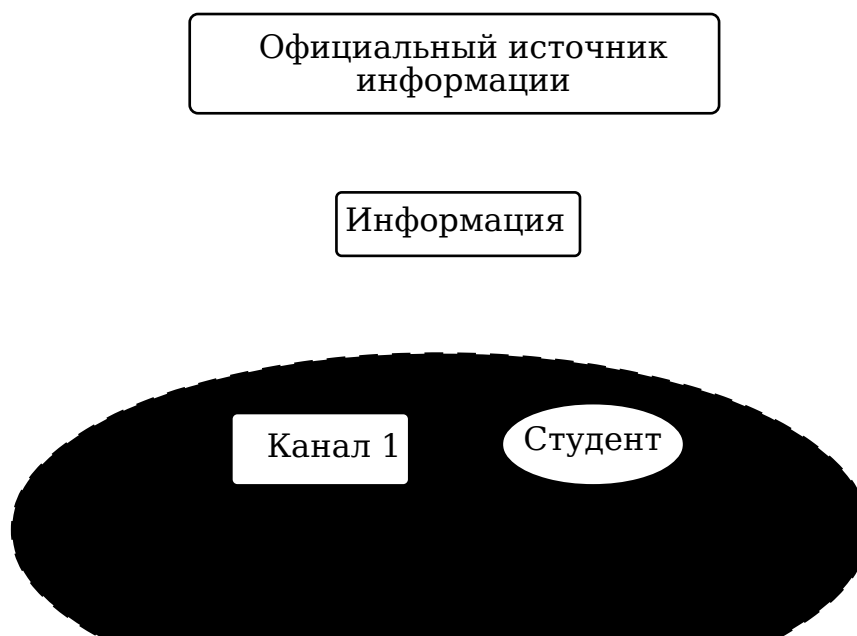 Официальный источник
информации
Информация
Канал 1
Студент